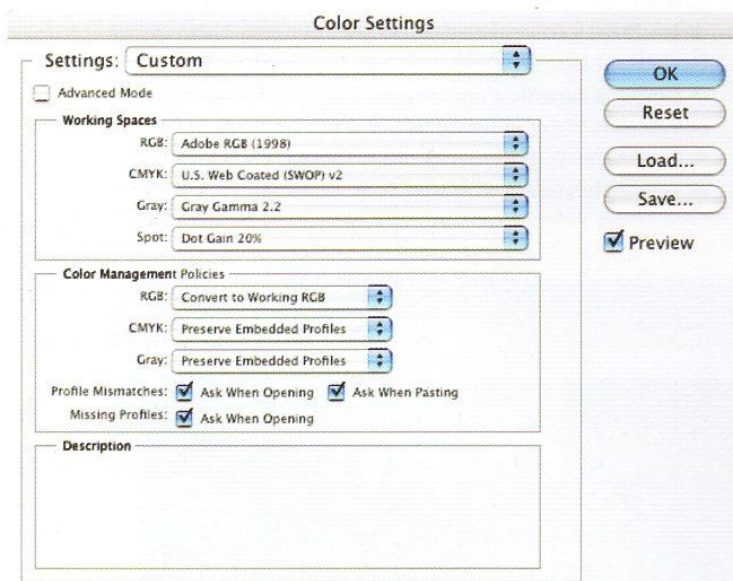 Color Settings
Settings: Custom
OK
Advanced Mode
Reset
Working Spaces
RGB: Adobe RGB (1998)
Load...
CMYK: U.S. Web Coated (SWOP) v2
Save...
Gray: Gray Gamma 2.2
Spot: Dot Gain 20%
Preview
Color Management Policies
RGB: Convert to Working RGB
CMYK: Preserve Embedded Profiles
Gray: Preserve Embedded Profiles
Profile Mismatches: Ask When Opening Ask When Pasting
Missing Profiles: Ask When Opening
Description